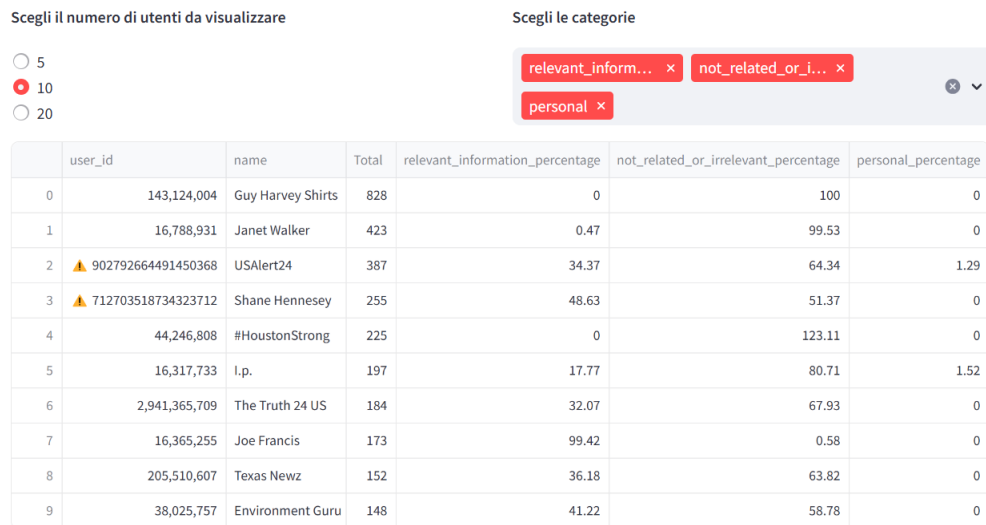 Scegli il numero di utenti da visualizzare
5
10
20
Scegli le categorie
relevant_inform... ×
not_related_or_i... ×
personal ×
user_id name Total relevant_information_percentage not_related_or_irrelevant_percentage personal_percentage
0 143,124,004 Guy Harvey Shirts 828 0 100 0
1 16,788,931 Janet Walker 423 0.47 99.53 0
2 ⚠️ 902792664491450368 USAlert24 387 34.37 64.34 1.29
3 ⚠️ 712703518734323712 Shane Hennesey 255 48.63 51.37 0
4 44,246,808 #HoustonStrong 225 0 123.11 0
5 16,317,733 I.p. 197 17.77 80.71 1.52
6 2,941,365,709 The Truth 24 US 184 32.07 67.93 0
7 16,365,255 Joe Francis 173 99.42 0.58 0
8 205,510,607 Texas Newz 152 36.18 63.82 0
9 38,025,757 Environment Guru 148 41.22 58.78 0